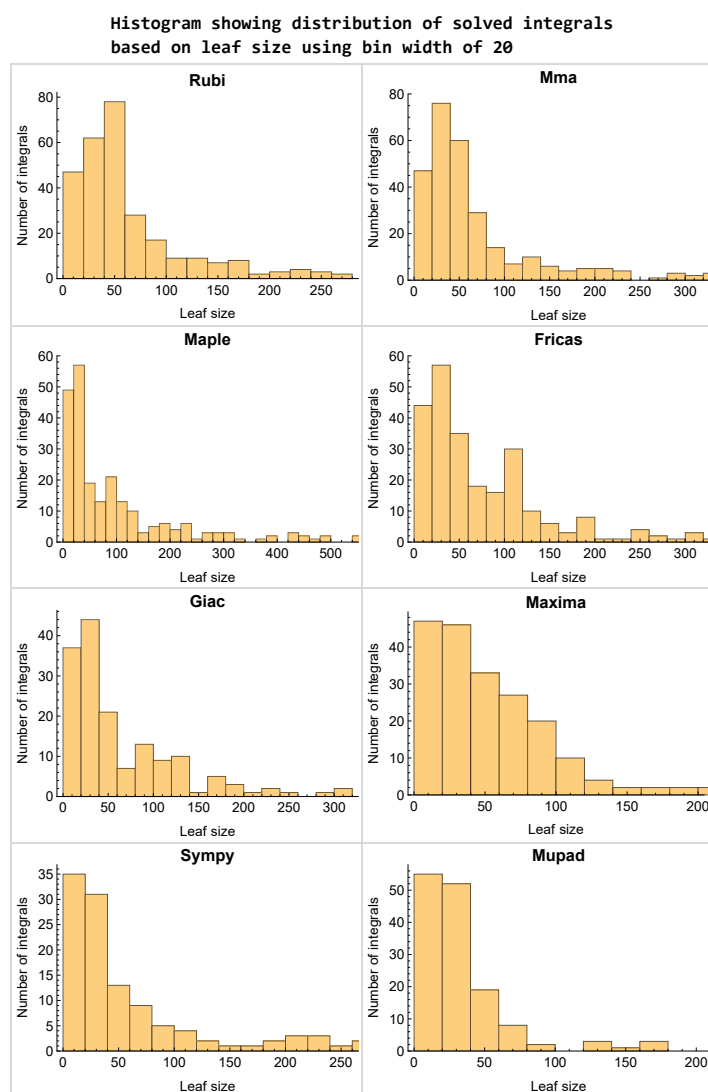 Histogram showing distribution of solved integrals
based on leaf size using bin width of 20
Rubi
Number of integrals
80
60
40
20
0
0 50 100 150 200 250
Leaf size
Mma
Number of integrals
80
60
40
20
0
0 50 100 150 200 250 300
Leaf size
Maple
Number of integrals
60
50
40
30
20
10
0
0 100 200 300 400 500
Leaf size
Fricas
Number of integrals
60
50
40
30
20
10
0
0 50 100 150 200 250 300
Leaf size
Giac
Number of integrals
40
30
20
10
0
0 50 100 150 200 250 300
Leaf size
Maxima
Number of integrals
40
30
20
10
0
0 50 100 150 200
Leaf size
Sympy
Number of integrals
35
30
25
20
15
10
5
0
0 50 100 150 200 250
Leaf size
Mupad
Number of integrals
50
40
30
20
10
0
0 50 100 150 200
Leaf size